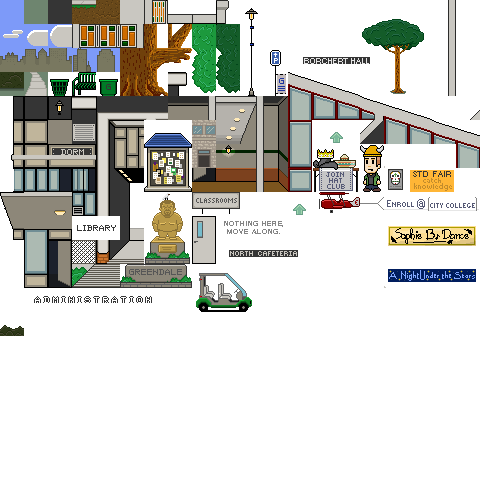 BORCHERT HALL
P
G
DORM
JOIN
HAT
CLUB
STD FAIR
catch
knowledge
CLASSROOMS
ENROLL @ CITY COLLEGE
LIBRARY
NOTHING HERE,
MOVE ALONG.
Sophie B. Dance
NORTH CAFETERIA
GREENDALE
A Night Under the Stars
ADMINISTRATION